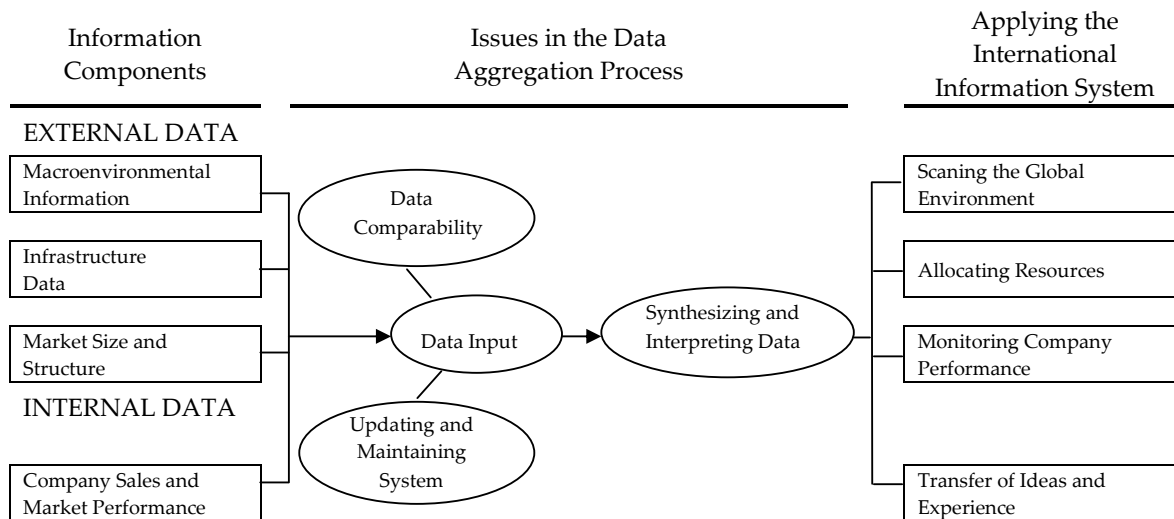 Information
Components
Issues in the Data
Aggregation Process
Applying the
International
Information System
EXTERNAL DATA
Macroenvironmental
Information
Infrastructure
Data
Market Size and
Structure
INTERNAL DATA
Company Sales and
Market Performance
Data
Comparability
Data Input
Updating and
Maintaining
System
Synthesizing and
Interpreting Data
Scaning the Global
Environment
Allocating Resources
Monitoring Company
Performance
Transfer of Ideas and
Experience